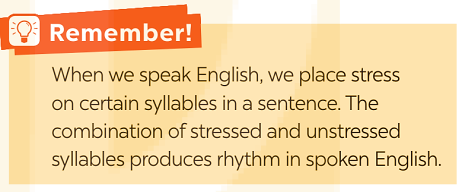 Remember!
When we speak English, we place stress
on certain syllables in a sentence. The
combination of stressed and unstressed
syllables produces rhythm in spoken English.